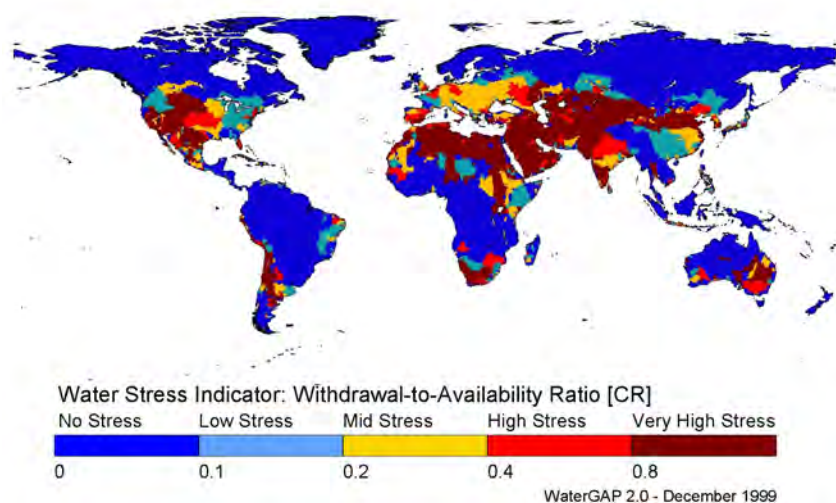 Water Stress Indicator: Withdrawal-to-Availability Ratio [CR]
No Stress Low Stress Mid Stress High Stress Very High Stress
0 0.1 0.2 0.4 0.8
WaterGAP 2.0 - December 1999